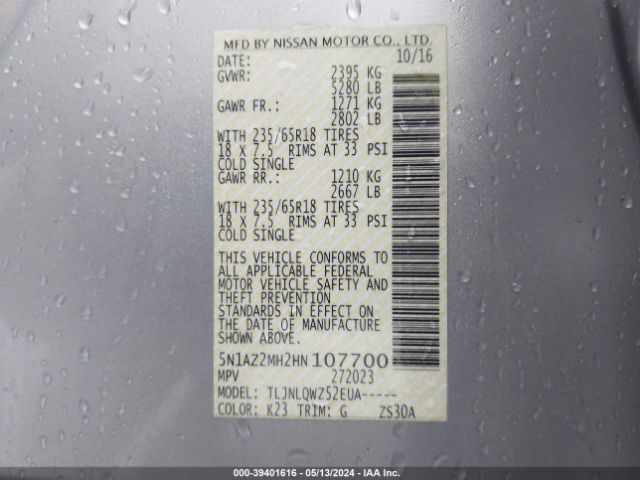 MFD BY NISSAN MOTOR CO., LTD.
DATE: 10/16
GVWR: 2395 KG
5280 LB
GAWR FR.: 1271 KG
2802 LB
WITH 235/65R18 TIRES
18 X 7.5 RIMS AT 33 PSI
COLD SINGLE
GAWR RR.: 1210 KG
2667 LB
WITH 235/65R18 TIRES
18 X 7.5 RIMS AT 33 PSI
COLD SINGLE
THIS VEHICLE CONFORMS TO
ALL APPLICABLE FEDERAL
MOTOR VEHICLE SAFETY AND
THEFT PREVENTION
STANDARDS IN EFFECT ON
THE DATE OF MANUFACTURE
SHOWN ABOVE.
5N1AZ2MH2HN107700
MPV 272023
MODEL: TLJNLQWZ52EUA-----
COLOR: K23 TRIM: G ZS30A
000-39401616 - 05/13/2024 - IAA Inc.